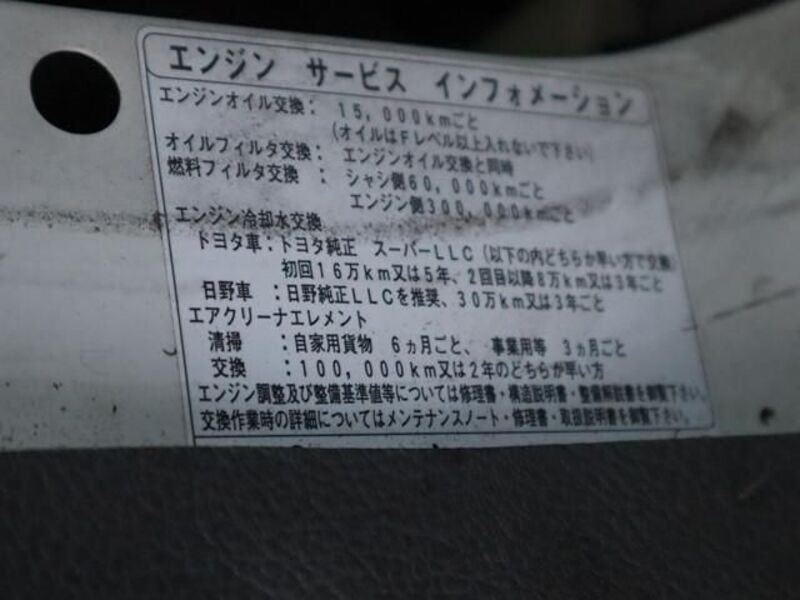 エンジン サービス インフォメーション
エンジンオイル交換： 15,000kmごと
(オイルはFレベル以上入れないで下さい)
オイルフィルタ交換： エンジンオイル交換と同時
燃料フィルタ交換 ： シャシ側60,000kmごと
エンジン側300,000kmごと
エンジン冷却水交換
トヨタ車：トヨタ純正 スーパーLLC(以下の内どちらか早い方で交換)
初回16万km又は5年、2回目以降8万km又は3年ごと
日野車 ：日野純正LLCを推奨、30万km又は3年ごと
エアクリーナエレメント
清掃 ：自家用貨物 6ヵ月ごと、 事業用等 3ヵ月ごと
交換 ：100,000km又は2年のどちらか早い方
エンジン調整及び整備基準値等については修理書・構造説明書・整備解説書を御覧下さい。
交換作業時の詳細についてはメンテナンスノート・修理書・取扱説明書を御覧下さい。